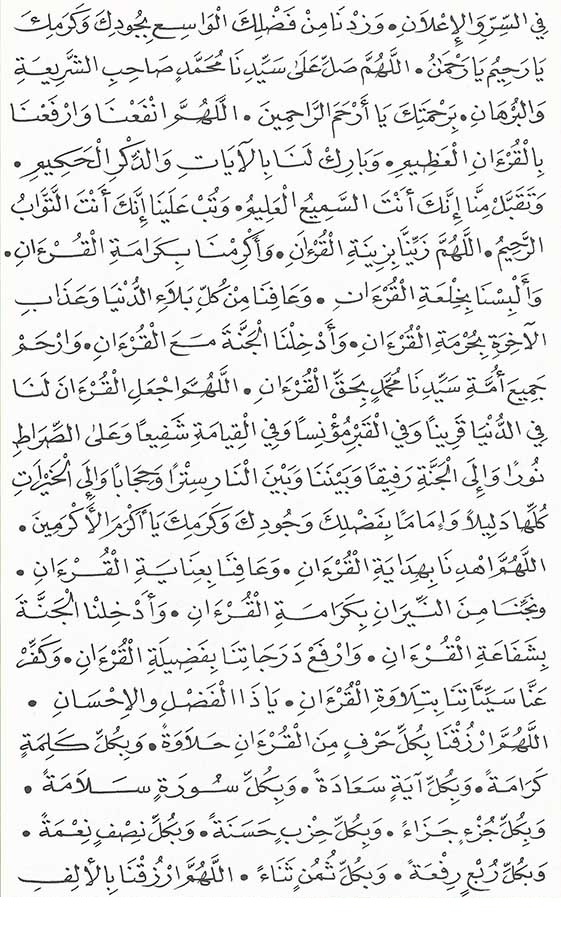 فِي السِّرِّ وَالإِعْلَانِ • وَزِدْنَا مِنْ فَضْلِكَ الْوَاسِعِ بِجُودِكَ وَكَرَمِكَ
يَا رَحِيمُ يَا رَحْمَنُ • اللَّهُمَّ صَلِّ عَلَى سَيِّدِنَا مُحَمَّدٍ صَاحِبِ الشَّرِيعَةِ
وَالْبُرْهَانِ • بِرَحْمَتِكَ يَا أَرْحَمَ الرَّاحِمِينَ • اللَّهُمَّ انْفَعْنَا وَارْفَعْنَا
بِالْقُرْءَانِ الْعَظِيمِ • وَبَارِكْ لَنَا بِالْآيَاتِ وَالذِّكْرِ الْحَكِيمِ •
وَتَقَبَّلْ مِنَّا إِنَّكَ أَنْتَ السَّمِيعُ الْعَلِيمُ • وَتُبْ عَلَيْنَا إِنَّكَ أَنْتَ التَّوَّابُ
الرَّحِيمُ • اللَّهُمَّ زَيِّنَّا بِزِينَةِ الْقُرْءَانِ • وَأَكْرِمْنَا بِكَرَامَةِ الْقُرْءَانِ •
وَأَلْبِسْنَا بِخِلْعَةِ الْقُرْءَانِ • وَعَافِنَا مِنْ كُلِّ بَلَاءِ الدُّنْيَا وَعَذَابِ
الْآخِرَةِ بِحُرْمَةِ الْقُرْءَانِ • وَأَدْخِلْنَا الْجَنَّةَ مَعَ الْقُرْءَانِ • وَارْحَمْ
جَمِيعَ أُمَّةِ سَيِّدِنَا مُحَمَّدٍ بِحَقِّ الْقُرْءَانِ • اللَّهُمَّ اجْعَلِ الْقُرْءَانَ لَنَا
فِي الدُّنْيَا قَرِينًا وَفِي الْقَبْرِ مُؤْنِسًا وَفِي الْقِيَامَةِ شَفِيعًا وَعَلَى الصِّرَاطِ
نُورًا وَإِلَى الْجَنَّةِ رَفِيقًا وَبَيْنَنَا وَبَيْنَ النَّارِ سِتْرًا وَحِجَابًا وَإِلَى الْخَيْرَاتِ
كُلِّهَا دَلِيلًا وَإِمَامًا بِفَضْلِكَ وَجُودِكَ وَكَرَمِكَ يَا أَكْرَمَ الْأَكْرَمِينَ •
اللَّهُمَّ اهْدِنَا بِهِدَايَةِ الْقُرْءَانِ • وَعَافِنَا بِعِنَايَةِ الْقُرْءَانِ •
وَنَجِّنَا مِنَ النِّيرَانِ بِكَرَامَةِ الْقُرْءَانِ • وَأَدْخِلْنَا الْجَنَّةَ
بِشَفَاعَةِ الْقُرْءَانِ • وَارْفَعْ دَرَجَاتِنَا بِفَضِيلَةِ الْقُرْءَانِ • وَكَفِّرْ
عَنَّا سَيِّئَاتِنَا بِتِلَاوَةِ الْقُرْءَانِ • يَا ذَا الْفَضْلِ وَالإِحْسَانِ •
اللَّهُمَّ ارْزُقْنَا بِكُلِّ حَرْفٍ مِنَ الْقُرْءَانِ حَلَاوَةً • وَبِكُلِّ كَلِمَةٍ
كَرَامَةً • وَبِكُلِّ آيَةٍ سَعَادَةً • وَبِكُلِّ سُورَةٍ سَلَامَةً •
وَبِكُلِّ جُزْءٍ جَزَاءً • وَبِكُلِّ حِزْبٍ حَسَنَةً • وَبِكُلِّ نِصْفٍ نِعْمَةً •
وَبِكُلِّ رُبْعٍ رِفْعَةً • وَبِكُلِّ ثُمُنٍ ثَنَاءً • اللَّهُمَّ ارْزُقْنَا بِالْأَلِفِ